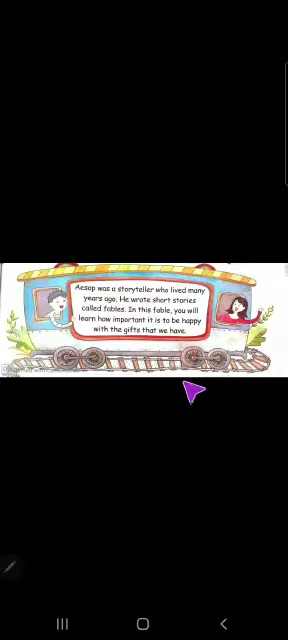 Aesop was a storyteller who lived many
years ago. He wrote short stories
called fables. In this fable, you will
learn how important it is to be happy
with the gifts that we have.